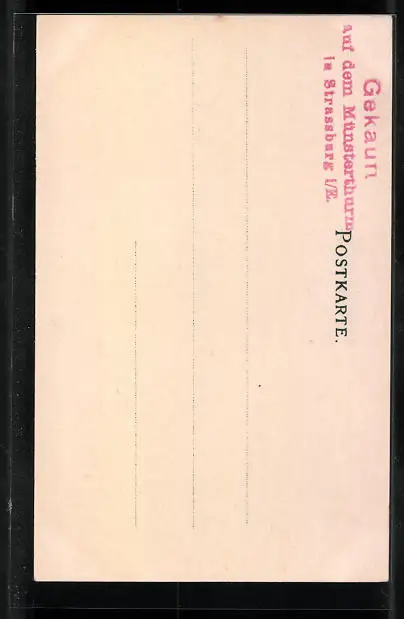 Gekauft
auf dem Münsterthurm
in Strassburg i/E.
POSTKARTE.